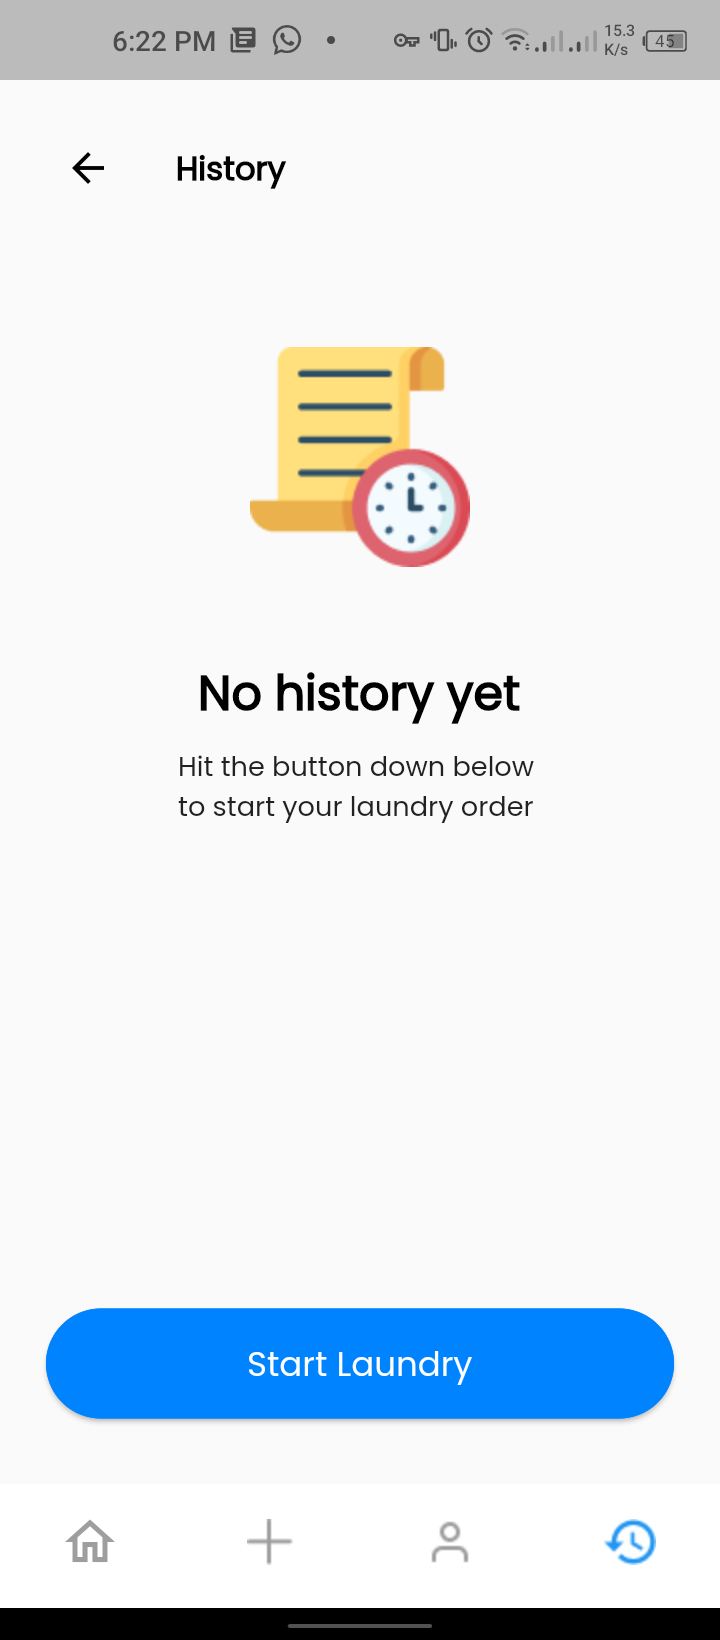 6:22 PM
15.3
K/s
45
History
No history yet
Hit the button down below
to start your laundry order
Start Laundry